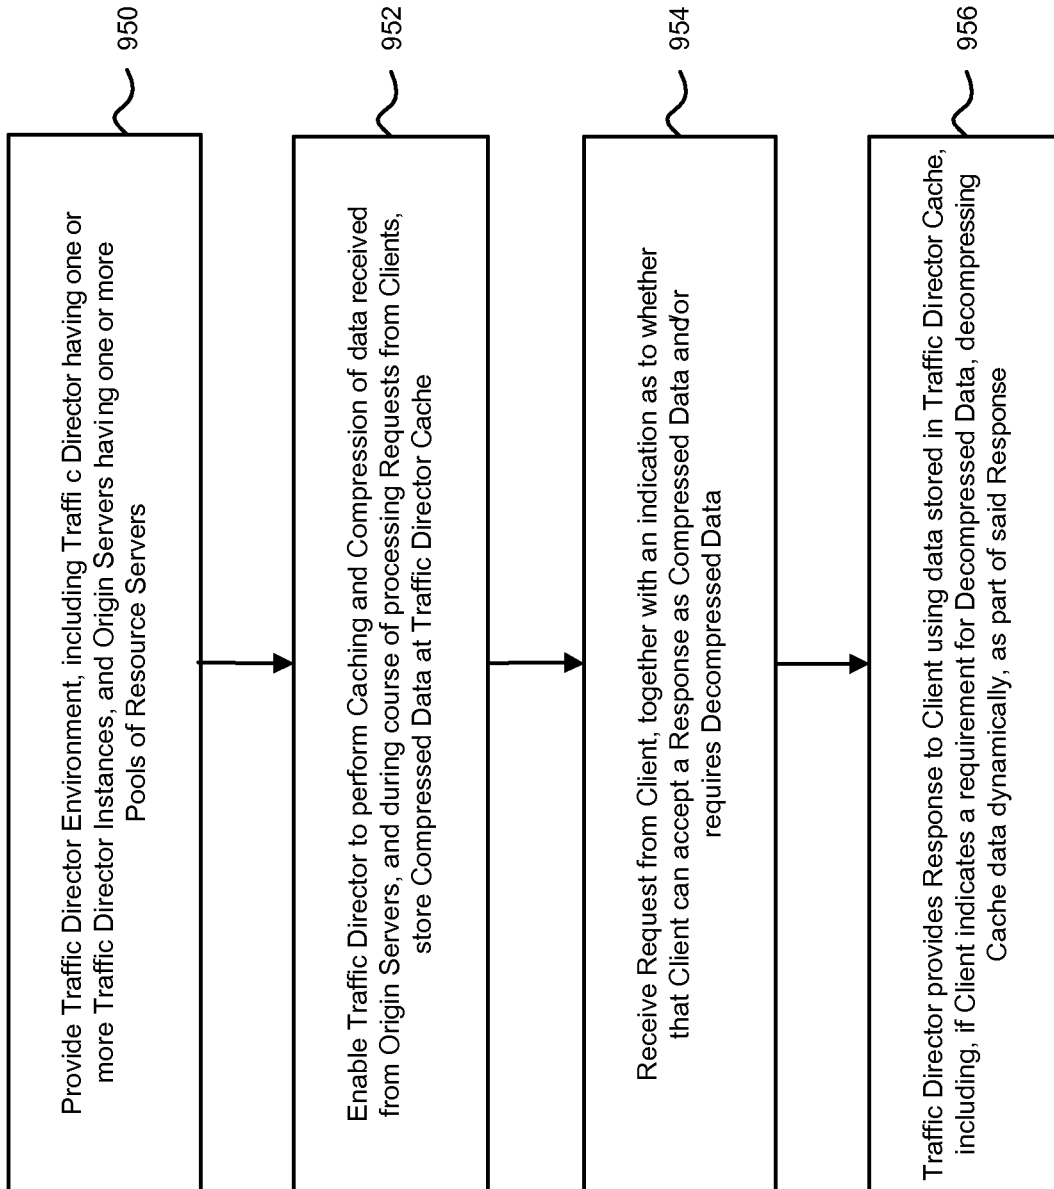 Provide Traffic Director Environment, including Traffi c Director having one or
more Traffic Director Instances, and Origin Servers having one or more
Pools of Resource Servers
950
Enable Traffic Director to perform Caching and Compression of data received
from Origin Servers, and during course of processing Requests from Clients,
store Compressed Data at Traffic Director Cache
952
Receive Request from Client, together with an indication as to whether
that Client can accept a Response as Compressed Data and/or
requires Decompressed Data
954
Traffic Director provides Response to Client using data stored in Traffic Director Cache,
including, if Client indicates a requirement for Decompressed Data, decompressing
Cache data dynamically, as part of said Response
956